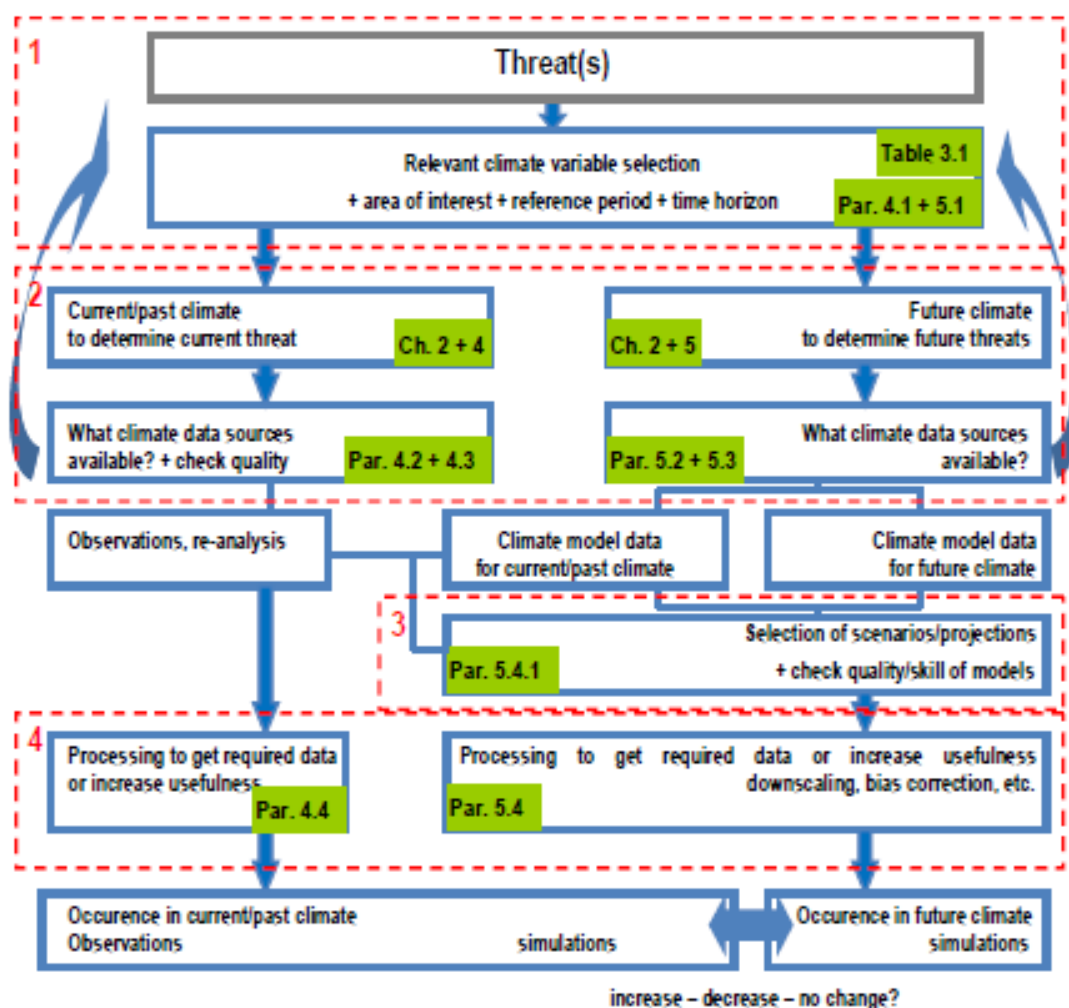 1
Threat(s)
Relevant climate variable selection
+ area of interest + reference period + time horizon
Table 3.1
Par. 4.1 + 5.1
2
Current/past climate
to determine current threat
Ch. 2 + 4
Future climate
to determine future threats
Ch. 2 + 5
What climate data sources
available? + check quality
Par. 4.2 + 4.3
What climate data sources
available?
Par. 5.2 + 5.3
Observations, re-analysis
Climate model data
for current/past climate
Climate model data
for future climate
3
Selection of scenarios/projections
+ check quality/skill of models
Par. 5.4.1
4
Processing to get required data
or increase usefulness
Par. 4.4
Processing to get required data or increase usefulness
downscaling, bias correction, etc.
Par. 5.4
Occurence in current/past climate
Observations simulations
Occurence in future climate
simulations
increase – decrease – no change?